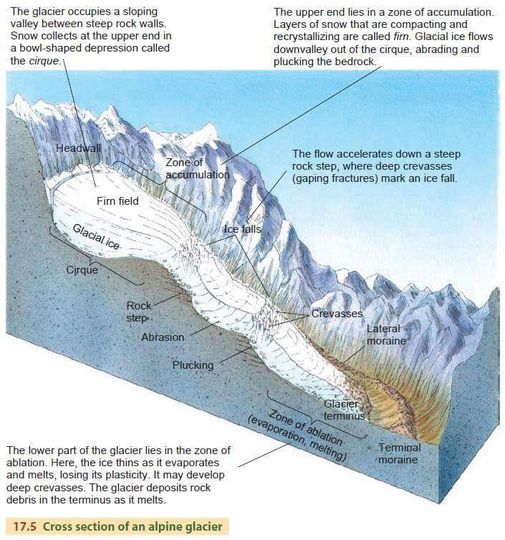 The glacier occupies a sloping
valley between steep rock walls.
Snow collects at the upper end in
a bowl-shaped depression called
the cirque.
The upper end lies in a zone of accumulation.
Layers of snow that are compacting and
recrystallizing are called firn. Glacial ice flows
downvalley out of the cirque, abrading and
plucking the bedrock.
The flow accelerates down a steep
rock step, where deep crevasses
(gaping fractures) mark an ice fall.
Headwall
Zone of
accumulation
Firn field
Ice falls
Glacial ice
Cirque
Rock
step
Crevasses
Abrasion
Lateral
moraine
Plucking
Glacier
terminus
Zone of ablation
(evaporation, melting)
Terminal
moraine
The lower part of the glacier lies in the zone of
ablation. Here, the ice thins as it evaporates
and melts, losing its plasticity. It may develop
deep crevasses. The glacier deposits rock
debris in the terminus as it melts.
17.5 Cross section of an alpine glacier